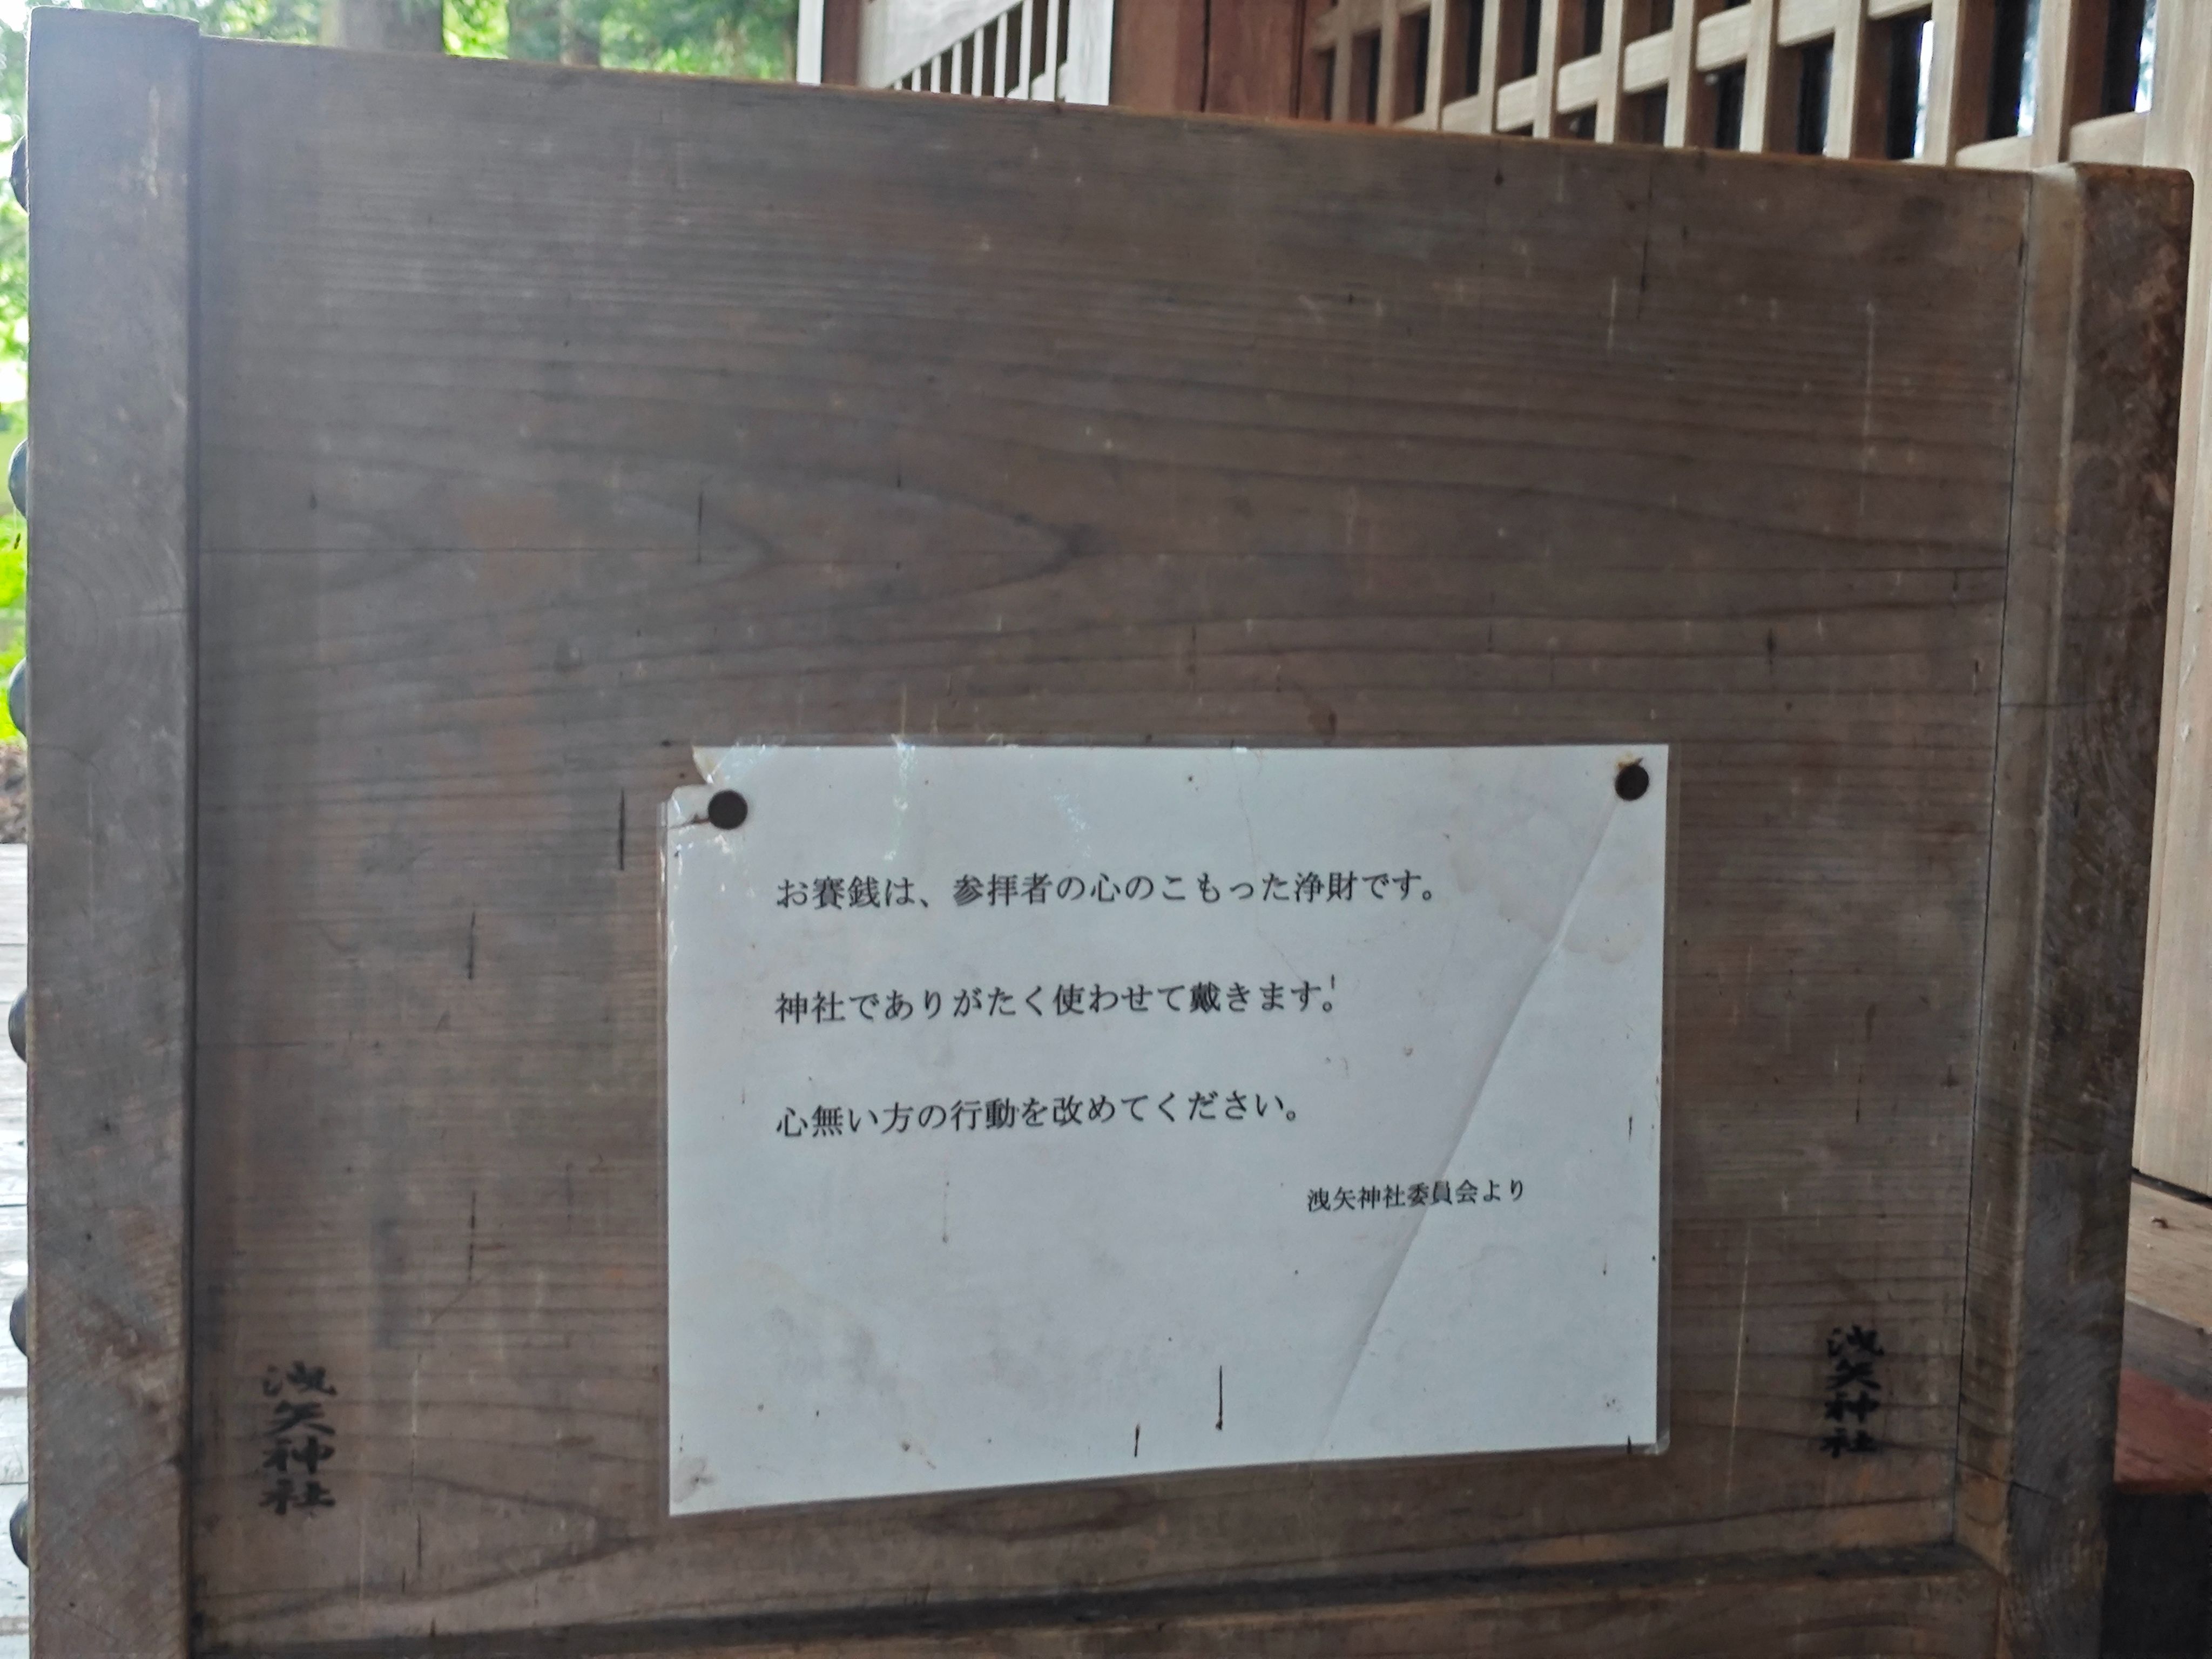 お賽銭は、参拝者の心のこもった浄財です。
神社でありがたく使わせて戴きます。
心無い方の行動を改めてください。
洩矢神社委員会より
洩矢神社
洩矢神社